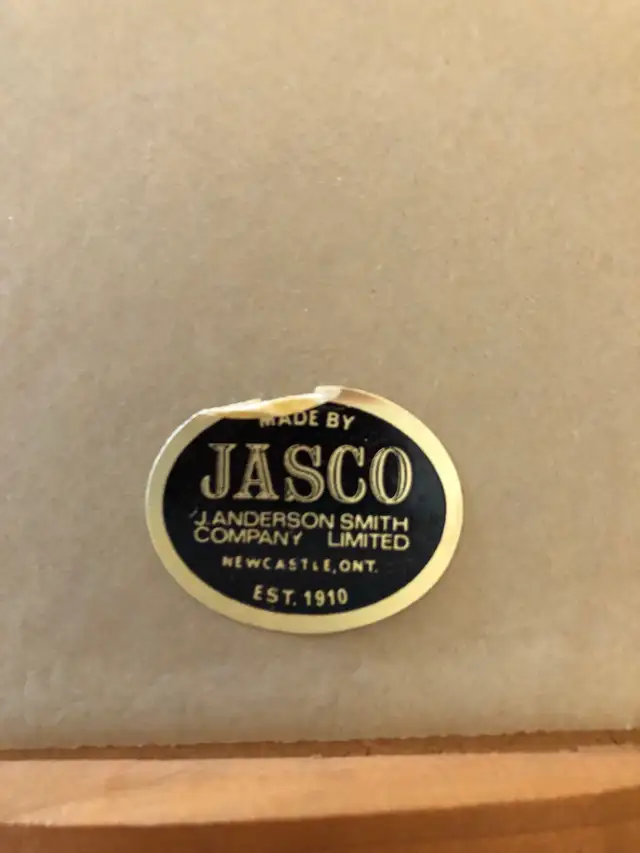 MADE BY
JASCO
J. ANDERSON SMITH
COMPANY LIMITED
NEWCASTLE, ONT.
EST. 1910